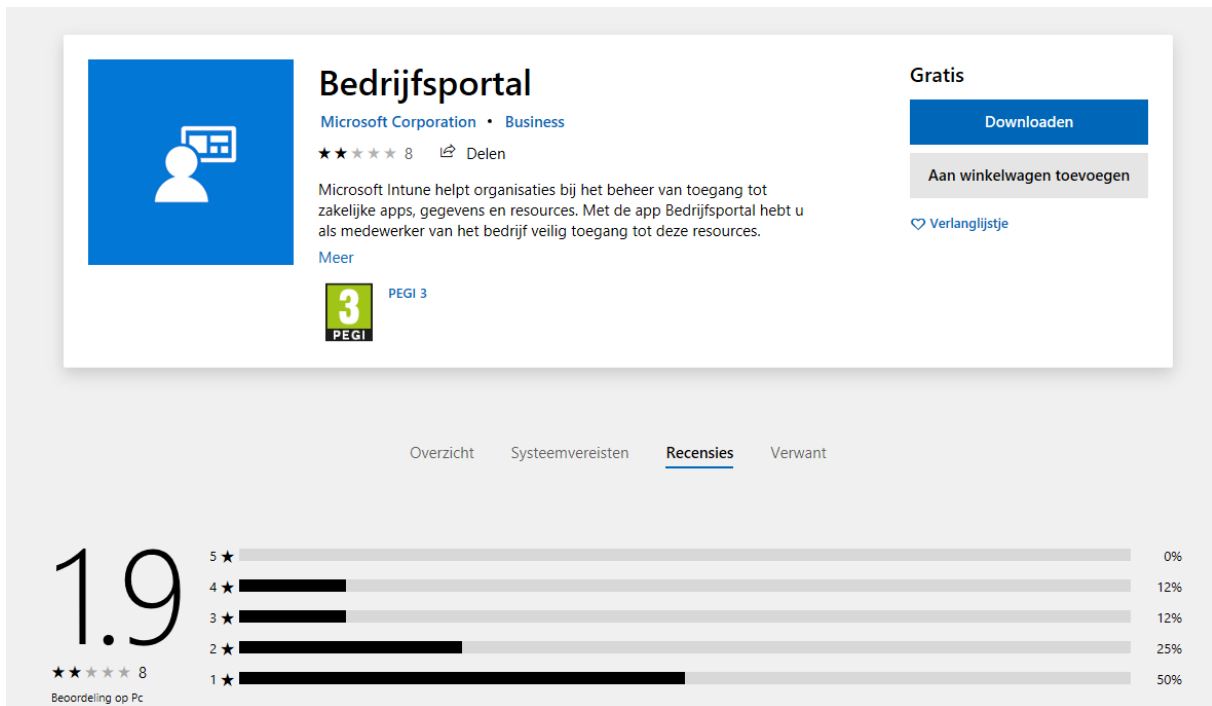 Bedrijfsportal
Microsoft Corporation • Business
8 Delen
Microsoft Intune helpt organisaties bij het beheer van toegang tot
zakelijke apps, gegevens en resources. Met de app Bedrijfsportal hebt u
als medewerker van het bedrijf veilig toegang tot deze resources.
Meer
3
PEGI
PEGI 3
Gratis
Downloaden
Aan winkelwagen toevoegen
Verlanglijstje
Overzicht Systeemvereisten Recensies Verwant
1.9
8
Beoordeling op Pc
5 ★ 0%
4 ★ 12%
3 ★ 12%
2 ★ 25%
1 ★ 50%